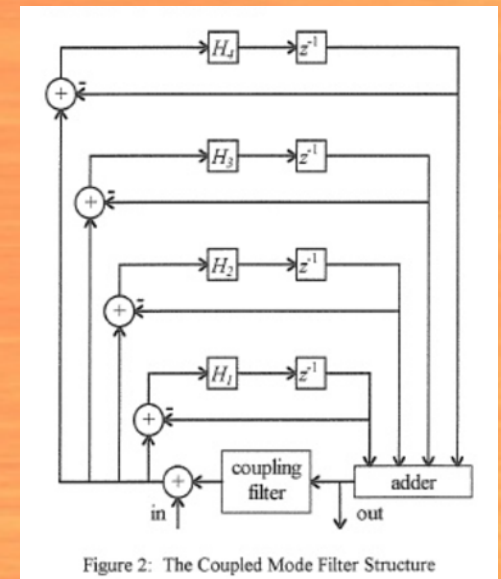 H4 z-1
+ -
H3 z-1
+ -
H2 z-1
+ -
H1 z-1
+ -
+ coupling filter adder
in out
Figure 2: The Coupled Mode Filter Structure